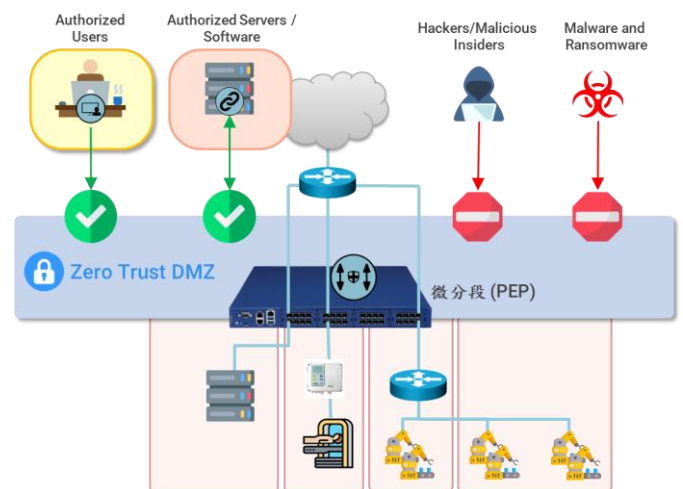 Authorized
Users
Authorized Servers /
Software
Hackers/Malicious
Insiders
Malware and
Ransomware
Zero Trust DMZ
微分段 (PEP)